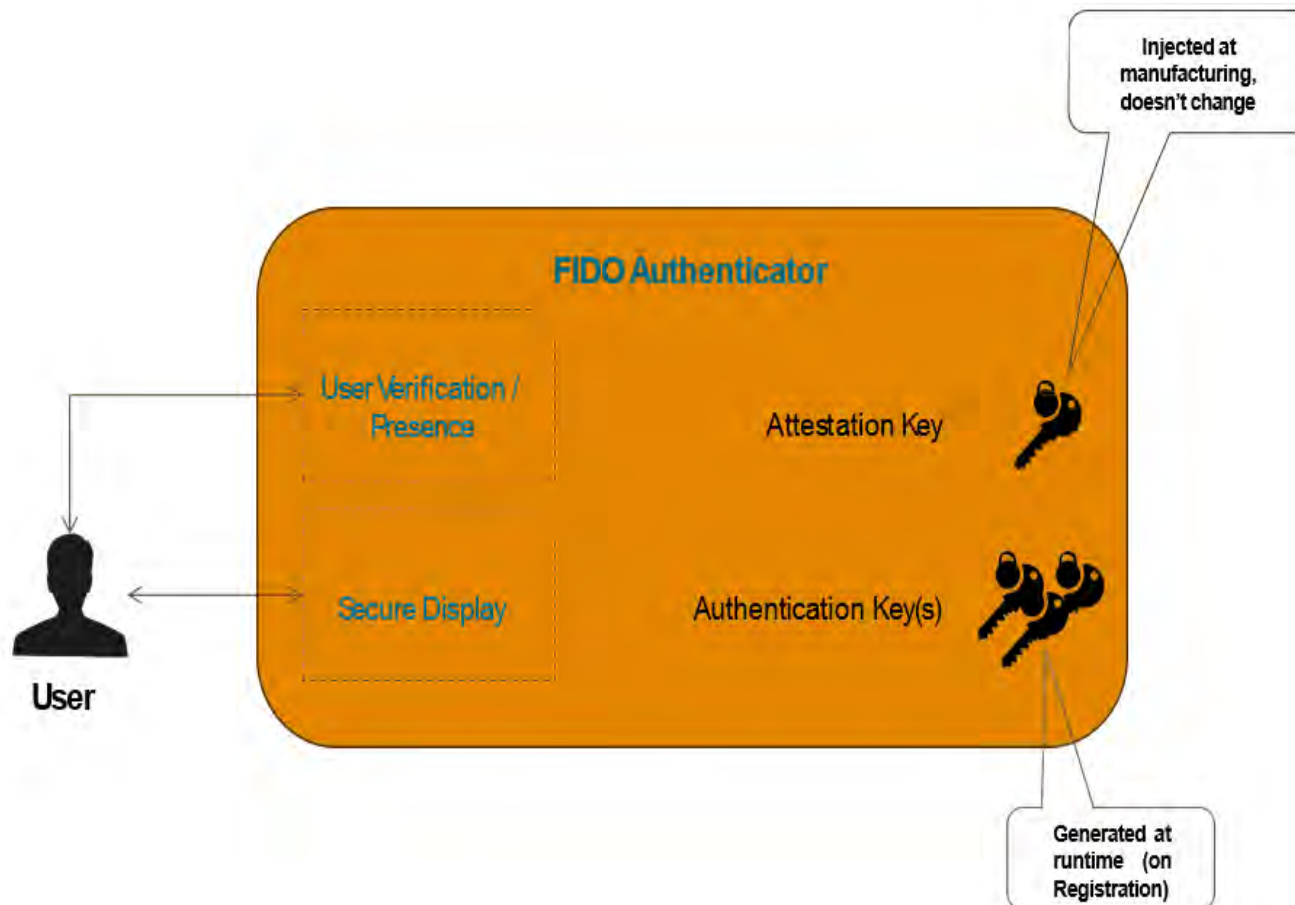 Injected at
manufacturing,
doesn't change
FIDO Authenticator
User Verification /
Presence
Attestation Key
Secure Display
Authentication Key(s)
User
Generated at
runtime (on
Registration)